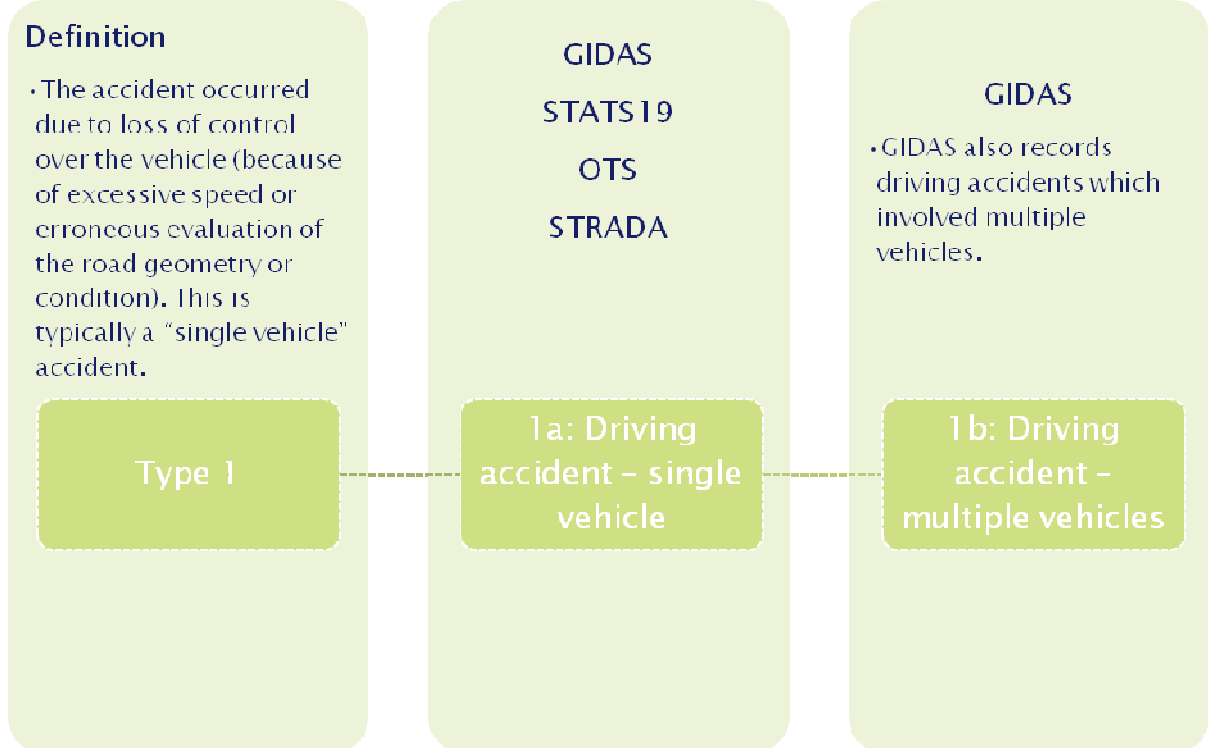 Definition
·The accident occurred
due to loss of control
over the vehicle (because
of excessive speed or
erroneous evaluation of
the road geometry or
condition). This is
typically a “single vehicle”
accident.
Type 1
GIDAS
STATS19
OTS
STRADA
1a: Driving
accident – single
vehicle
GIDAS
·GIDAS also records
driving accidents which
involved multiple
vehicles.
1b: Driving
accident –
multiple vehicles